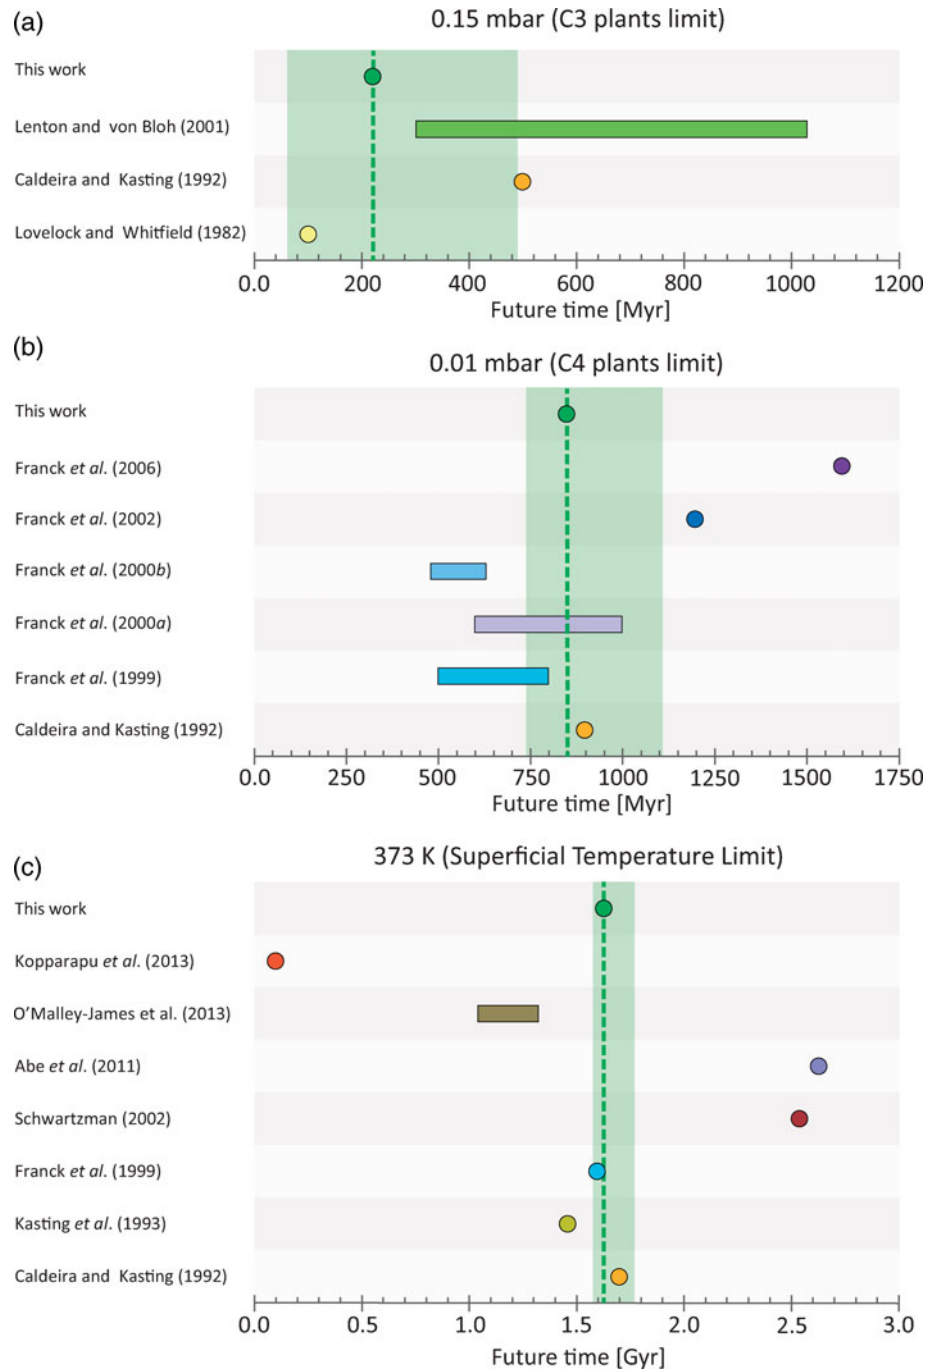 (a)
0.15 mbar (C3 plants limit)
This work
Lenton and von Bloh (2001)
Caldeira and Kasting (1992)
Lovelock and Whitfield (1982)
0.0 200 400 600 800 1000 1200
Future time [Myr]
(b)
0.01 mbar (C4 plants limit)
This work
Franck et al. (2006)
Franck et al. (2002)
Franck et al. (2000b)
Franck et al. (2000a)
Franck et al. (1999)
Caldeira and Kasting (1992)
0.0 250 500 750 1000 1250 1500 1750
Future time [Myr]
(c)
373 K (Superficial Temperature Limit)
This work
Kopparapu et al. (2013)
O'Malley-James et al. (2013)
Abe et al. (2011)
Schwartzman (2002)
Franck et al. (1999)
Kasting et al. (1993)
Caldeira and Kasting (1992)
0.0 1.0 1.5 2.0 2.5 3.0
Future time [Gyr]